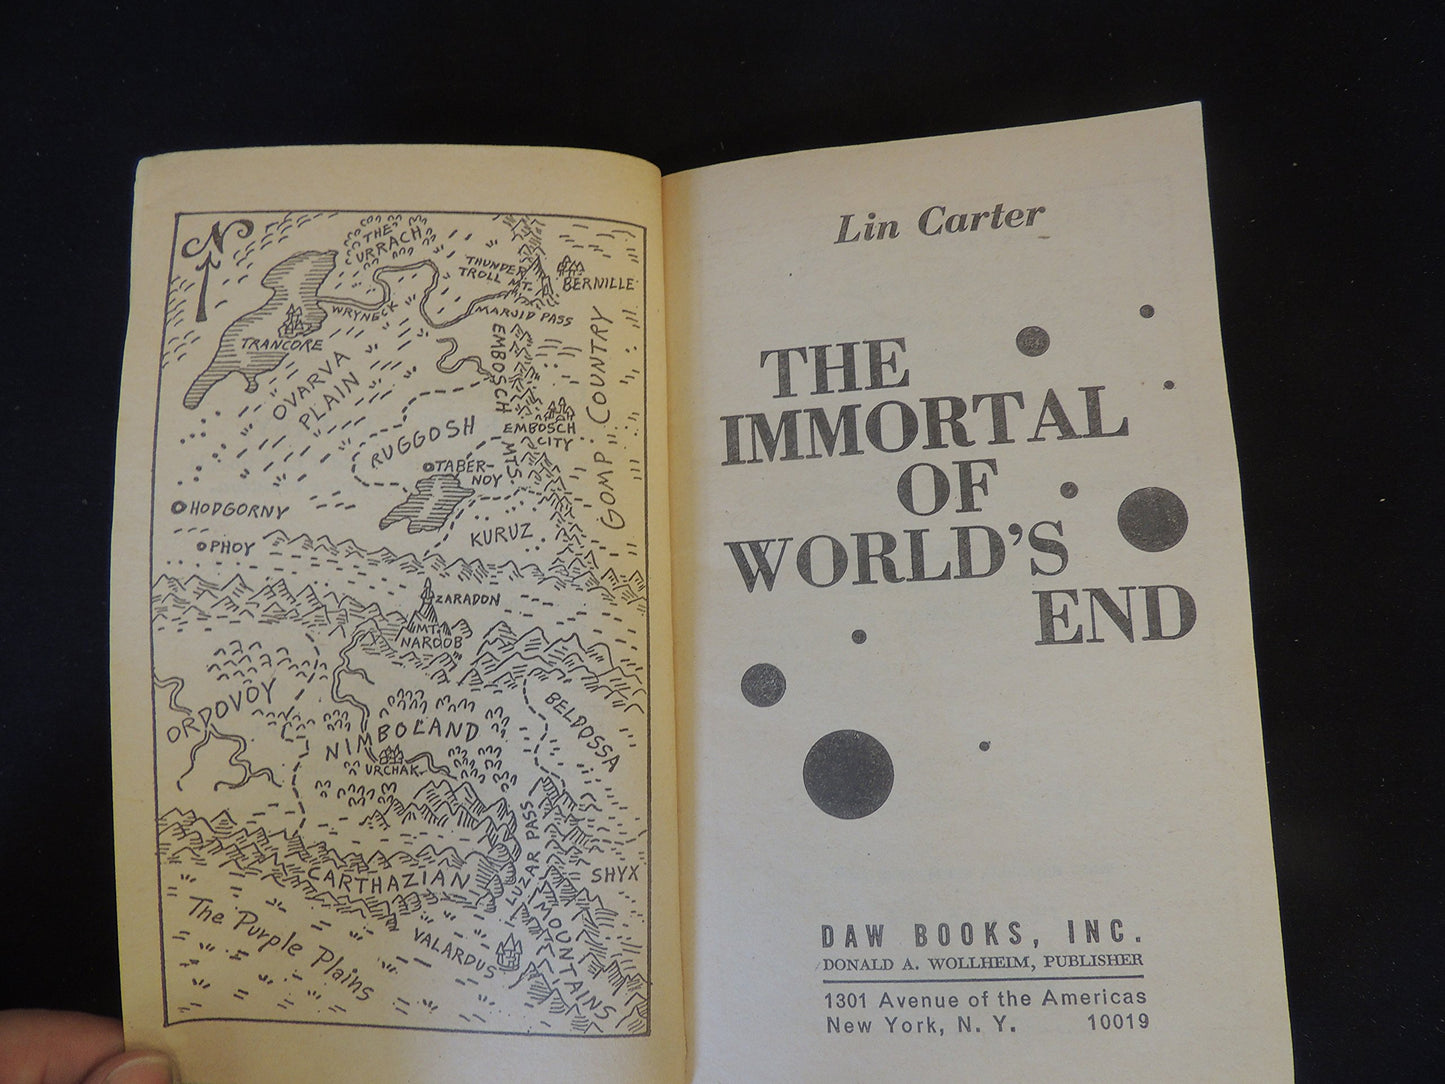 N
THE
URRACH
THUNDER
TROLL MT.
BERNILLE
WRYNECK
MARJID PASS
TRANCORE
OVARVA
PLAIN
EMBOSCH MTS.
GOMP COUNTRY
RUGGOSH
EMBOSCH
CITY
TABER-
NOY
HODGORNY
KURUZ
PHOY
ZARADON
MT.
NAROOB
ORDOVOY
NIMBOLAND
BELDOSSA
URCHAK
LUZAR PASS
CARTHAZIAN
MOUNTAINS
SHYX
The Purple Plains
VALARDUS
Lin Carter
THE
IMMORTAL
OF
WORLD'S
END
DAW BOOKS, INC.
DONALD A. WOLLHEIM, PUBLISHER
1301 Avenue of the Americas
New York, N. Y. 10019